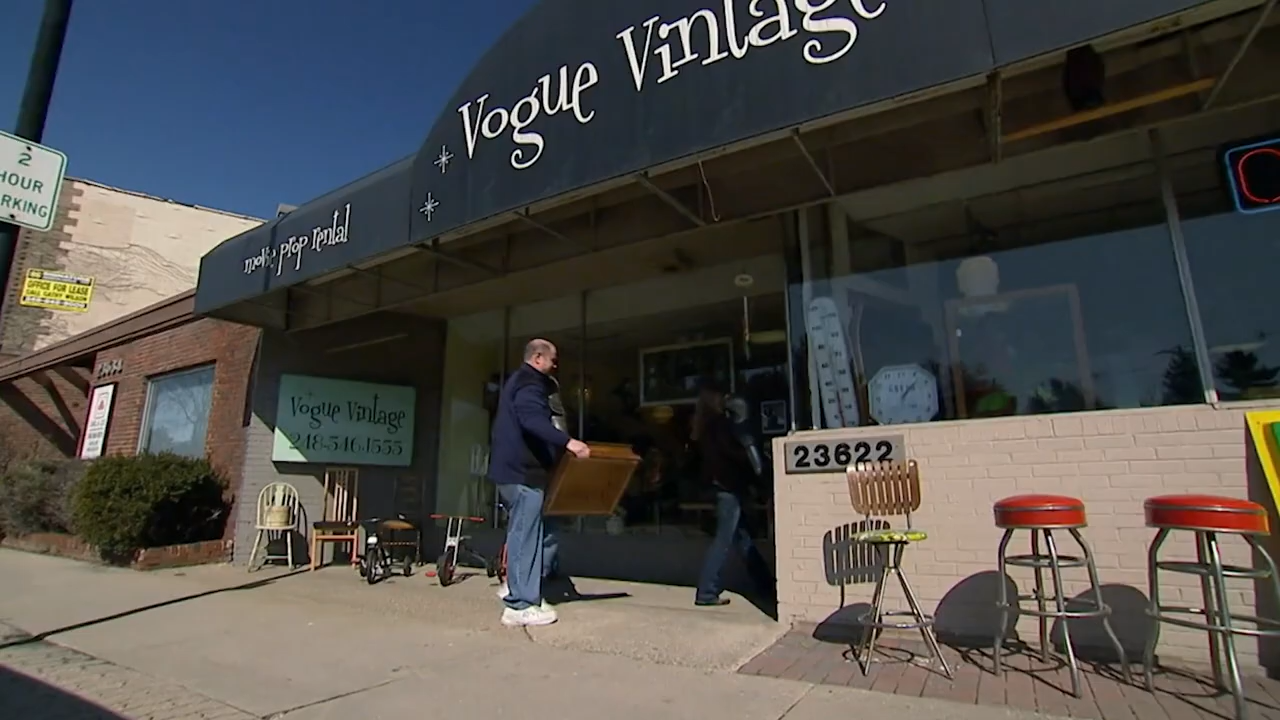 Vogue Vintage
movie prop rental
2
HOUR
PARKING
OFFICE FOR LEASE
Vogue Vintage
248-546-1555
23622